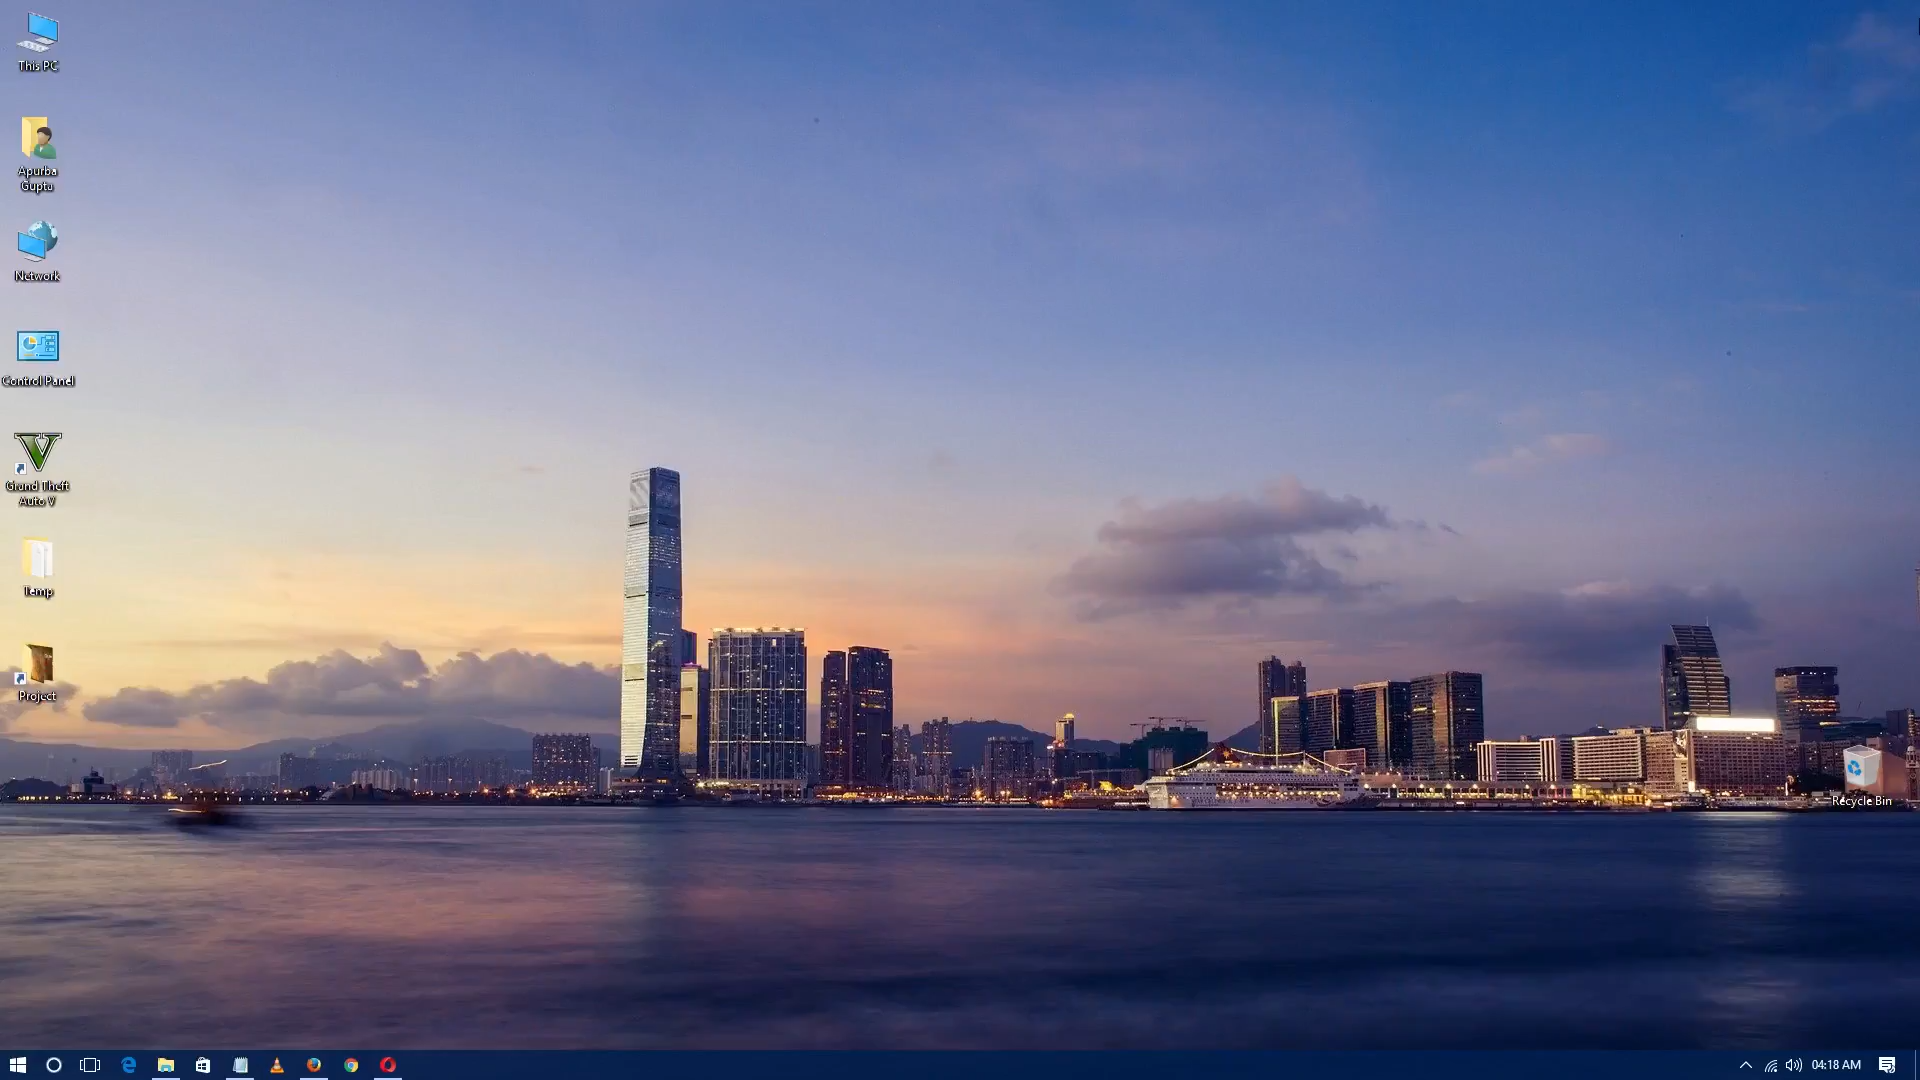 This PC
Apurba
Gupta
Network
Control Panel
Grand Theft
Auto V
Temp
Project
Recycle Bin
04:18 AM